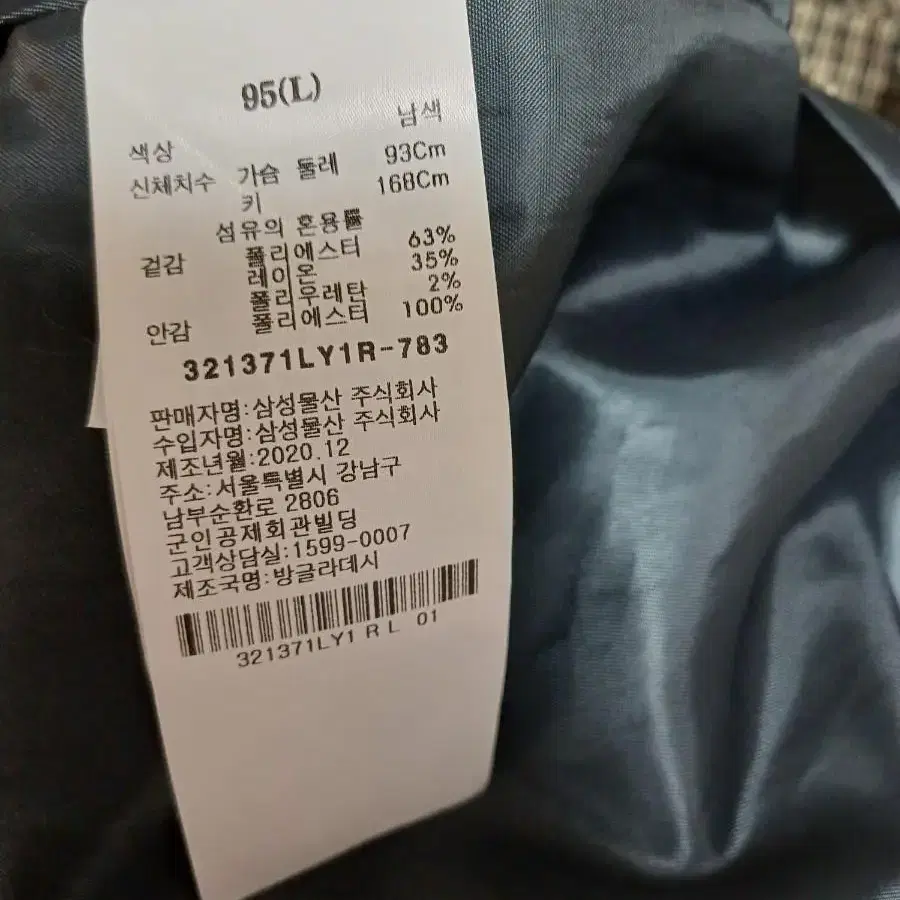 95(L)
색상 남색
신체치수 가슴 둘레 93Cm
키 168Cm
섬유의 혼용률
겉감 폴리에스터 63%
레이온 35%
폴리우레탄 2%
안감 폴리에스터 100%
321371LY1R-783
판매자명:삼성물산 주식회사
수입자명:삼성물산 주식회사
제조년월:2020.12
주소:서울특별시 강남구
남부순환로 2806
군인공제회관빌딩
고객상담실:1599-0007
제조국명:방글라데시
321371LY1 R L 01